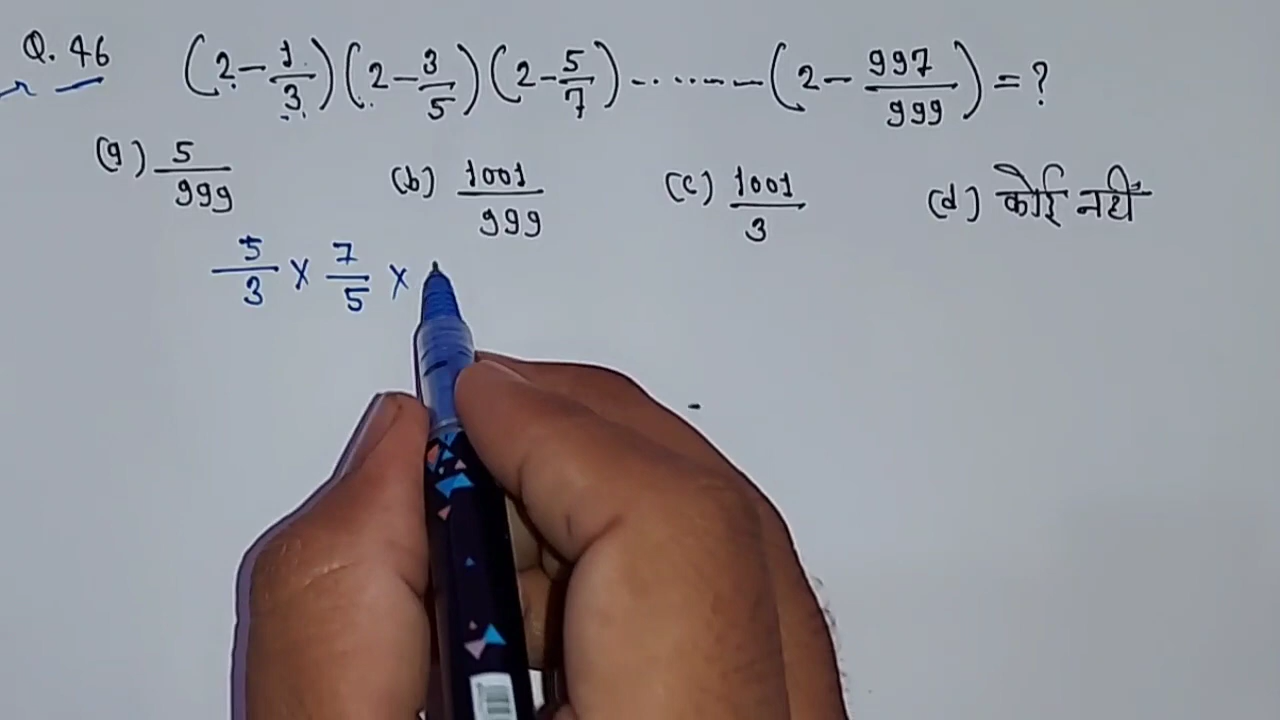 Q. 46 (2 - 1/3) (2 - 3/5) (2 - 5/7) ........ (2 - 997/999) = ?
(a) 5/999 (b) 1001/999 (c) 1001/3 (d) कोई नहीं
5/3 × 7/5 ×